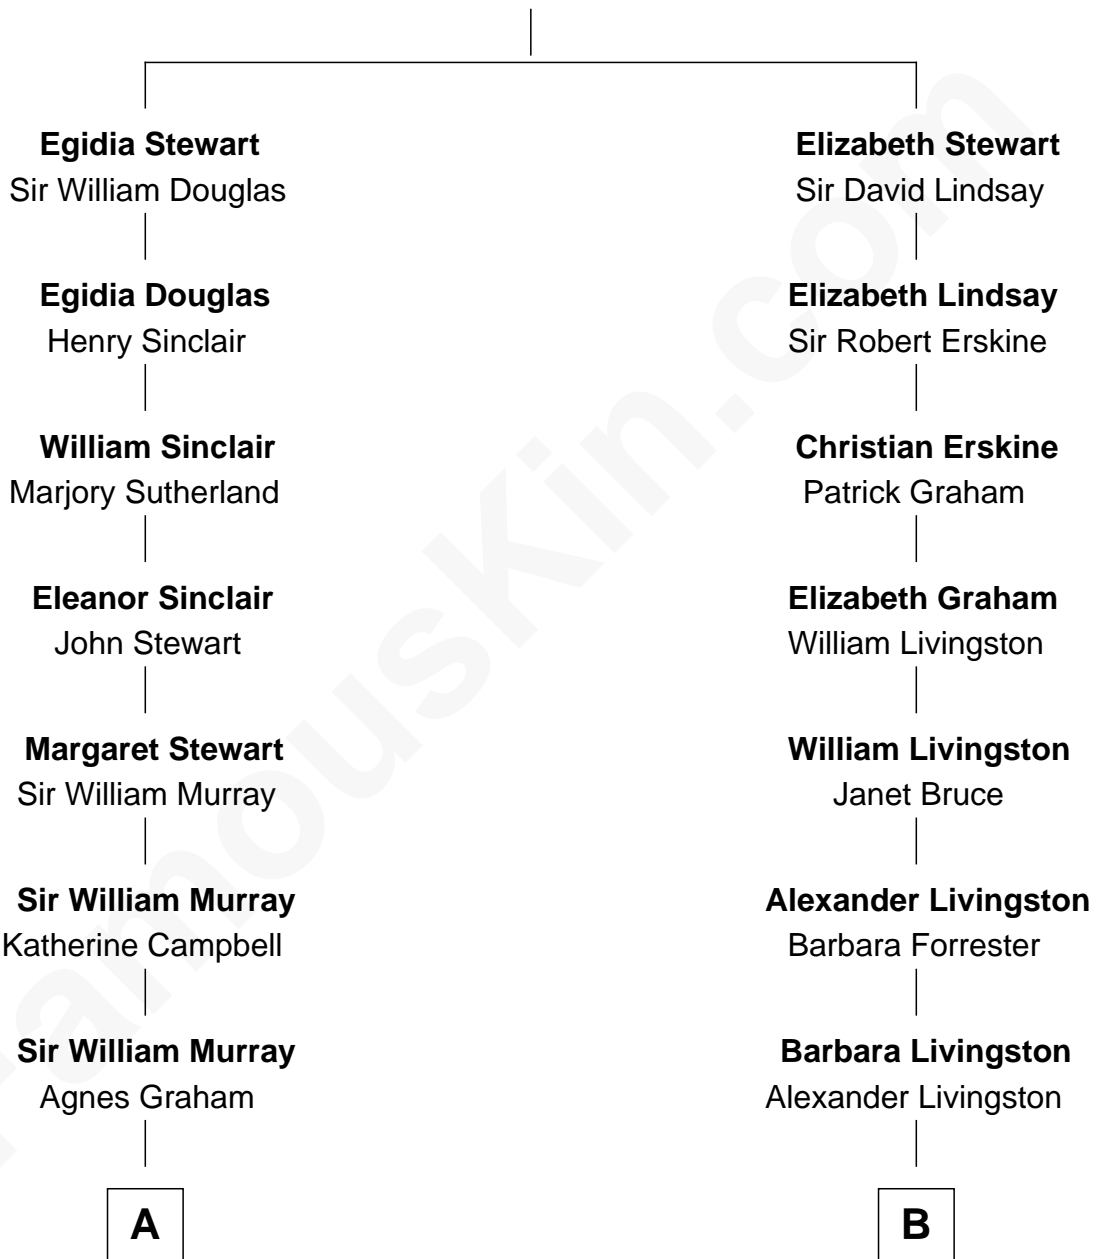 Egidia Stewart
Sir William Douglas
Egidia Douglas
Henry Sinclair
William Sinclair
Marjory Sutherland
Eleanor Sinclair
John Stewart
Margaret Stewart
Sir William Murray
Sir William Murray
Katherine Campbell
Sir William Murray
Agnes Graham
A
Elizabeth Stewart
Sir David Lindsay
Elizabeth Lindsay
Sir Robert Erskine
Christian Erskine
Patrick Graham
Elizabeth Graham
William Livingston
William Livingston
Janet Bruce
Alexander Livingston
Barbara Forrester
Barbara Livingston
Alexander Livingston
B
FamousKin.com